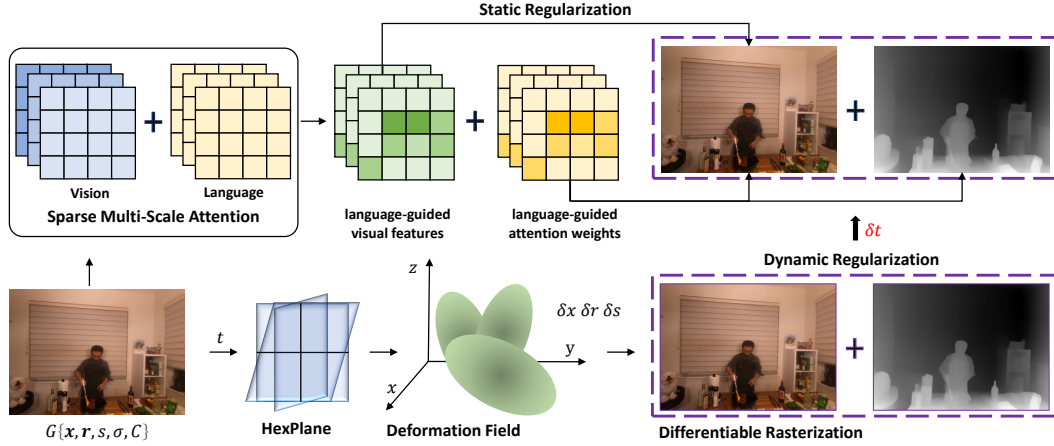 Static Regularization
+
+
+
Vision
Language
Sparse Multi-Scale Attention
language-guided
visual features
language-guided
attention weights
δt
Dynamic Regularization
z
δx δr δs
t
y
+
x
G{x, r, s, σ, C}
HexPlane
Deformation Field
Differentiable Rasterization